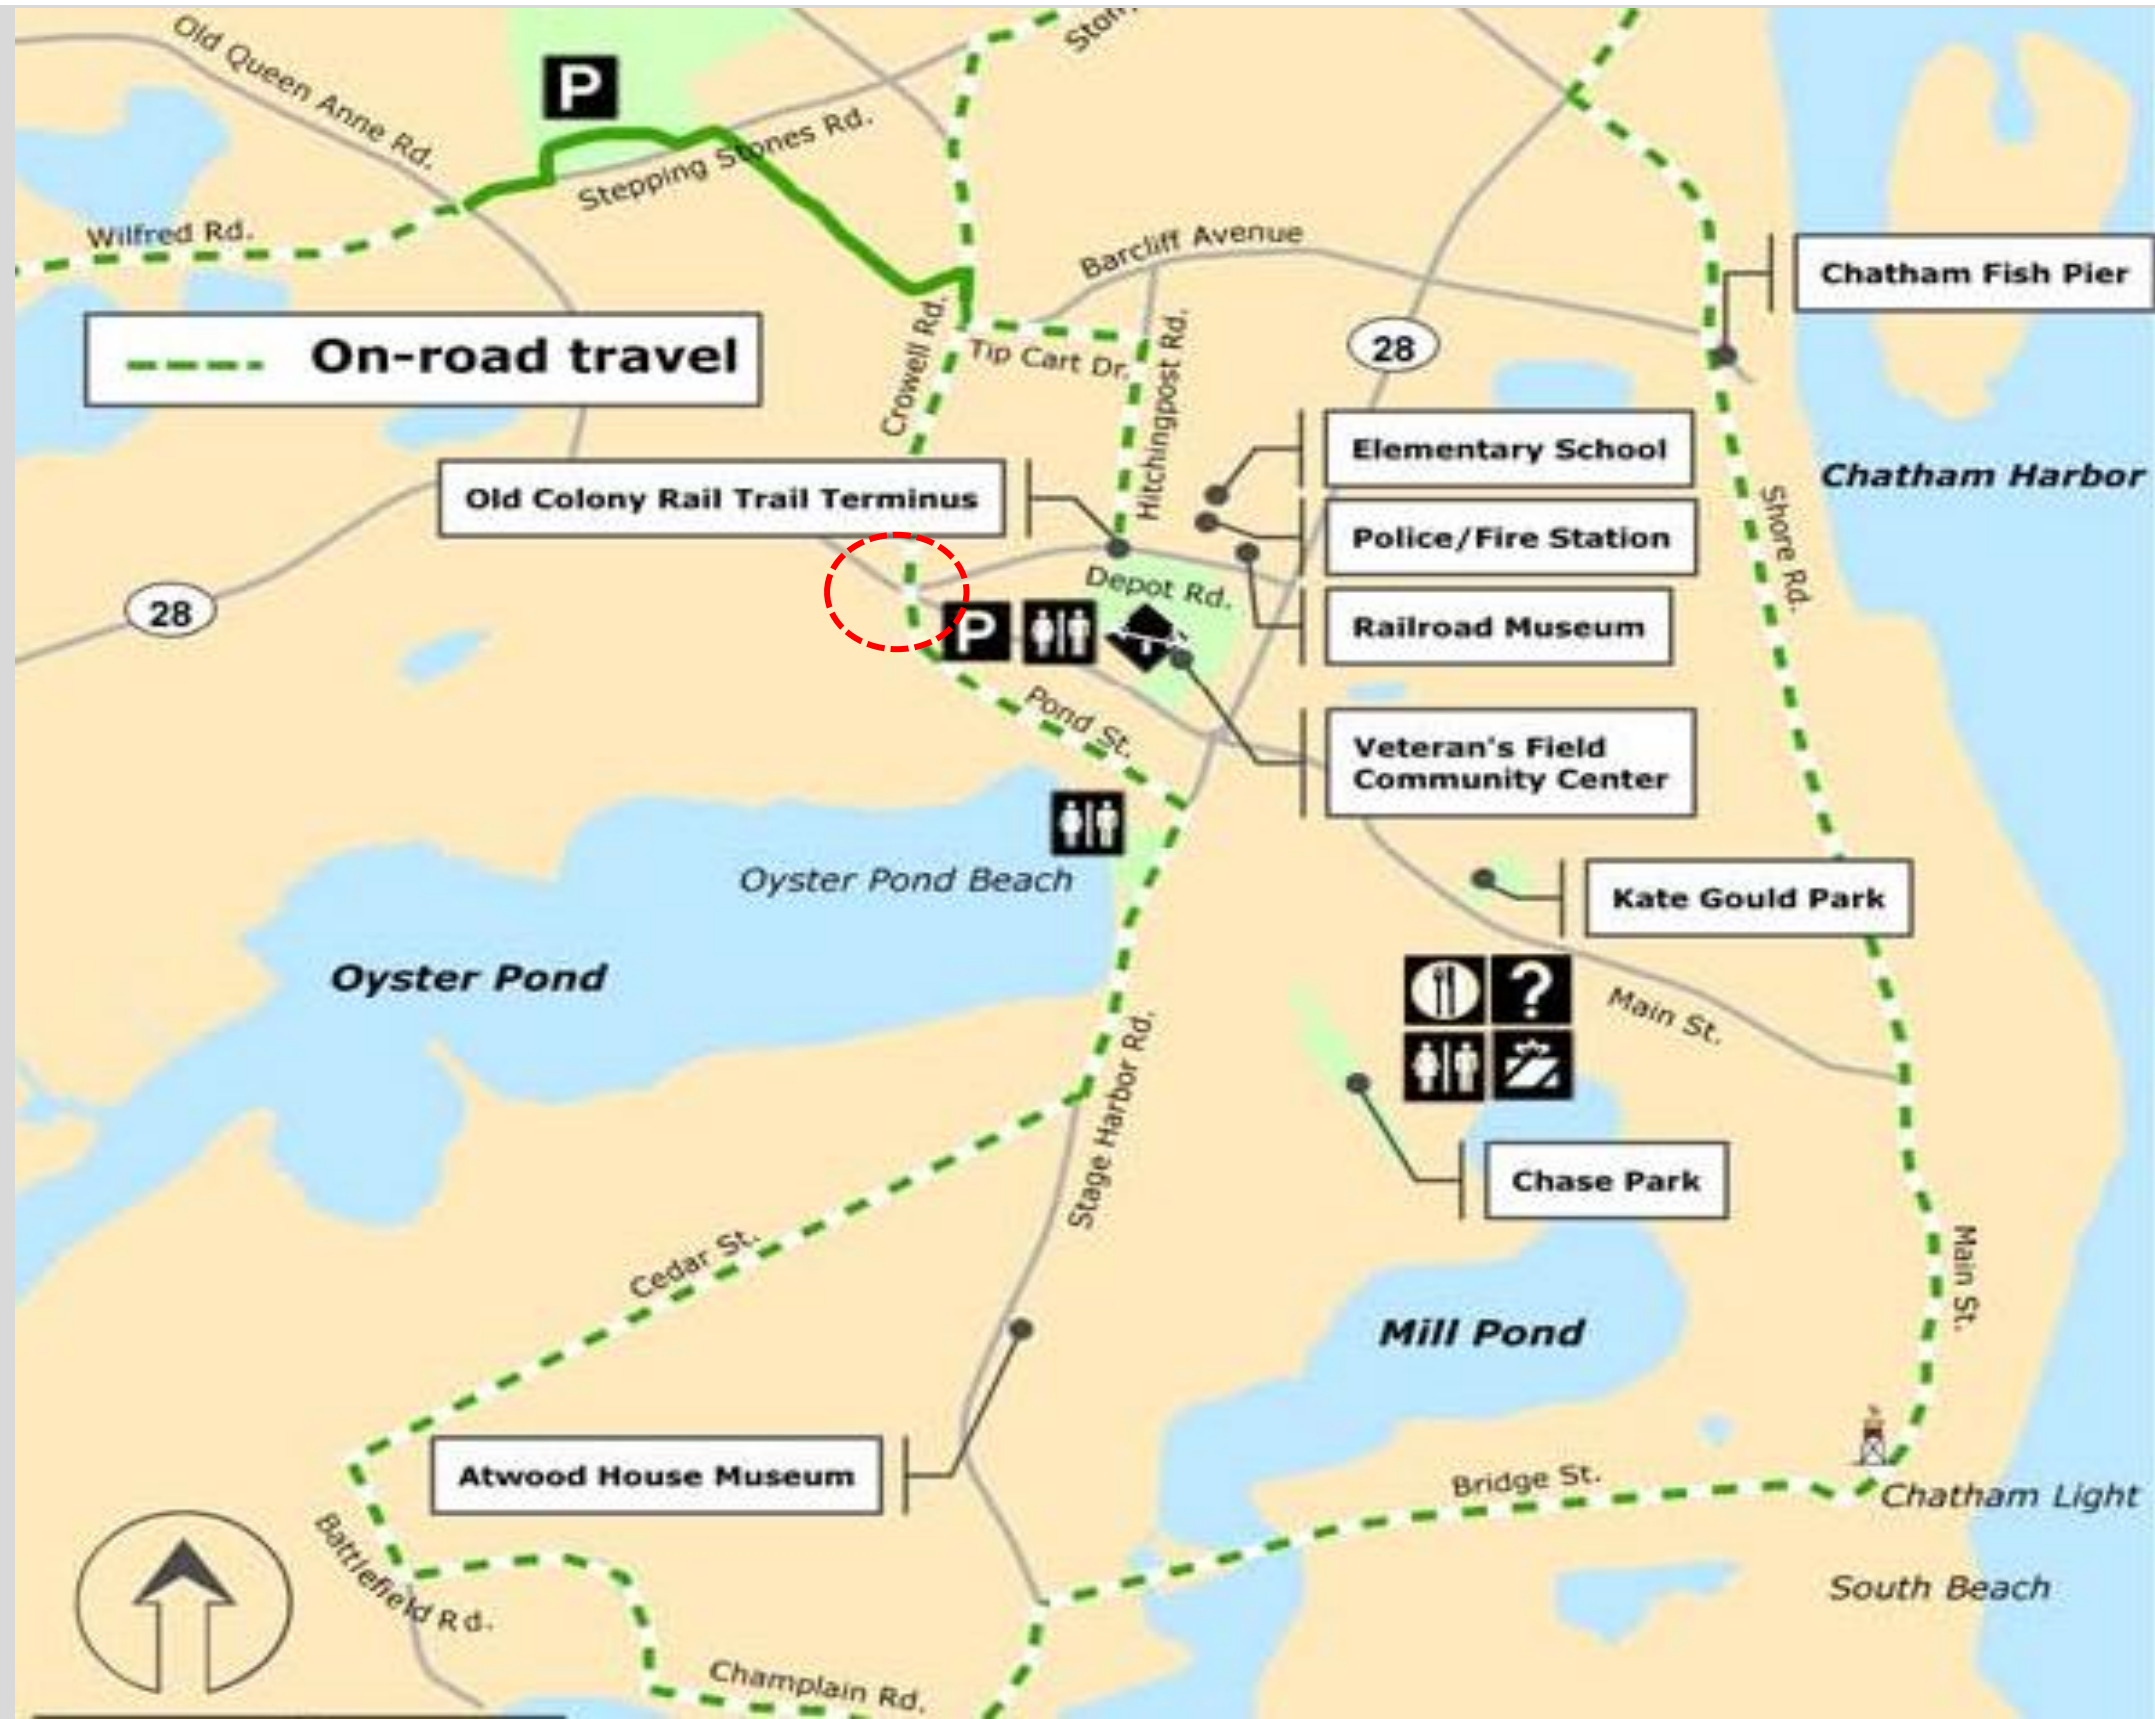 Old Queen Anne Rd.
P
Stepping Stones Rd.
Wilfred Rd.
Barcliff Avenue
Chatham Fish Pier
On-road travel
Crowell Rd.
Tip Cart Dr.
Hitchingpost Rd.
28
Elementary School
Chatham Harbor
Old Colony Rail Trail Terminus
Police/Fire Station
Shore Rd.
Depot Rd.
28
P
Railroad Museum
Pond St.
Veteran's Field
Community Center
Oyster Pond Beach
Kate Gould Park
Oyster Pond
?
Main St.
Stage Harbor Rd.
Chase Park
Cedar St.
Main St.
Mill Pond
Atwood House Museum
Bridge St.
Chatham Light
Battlefield Rd.
South Beach
Champlain Rd.